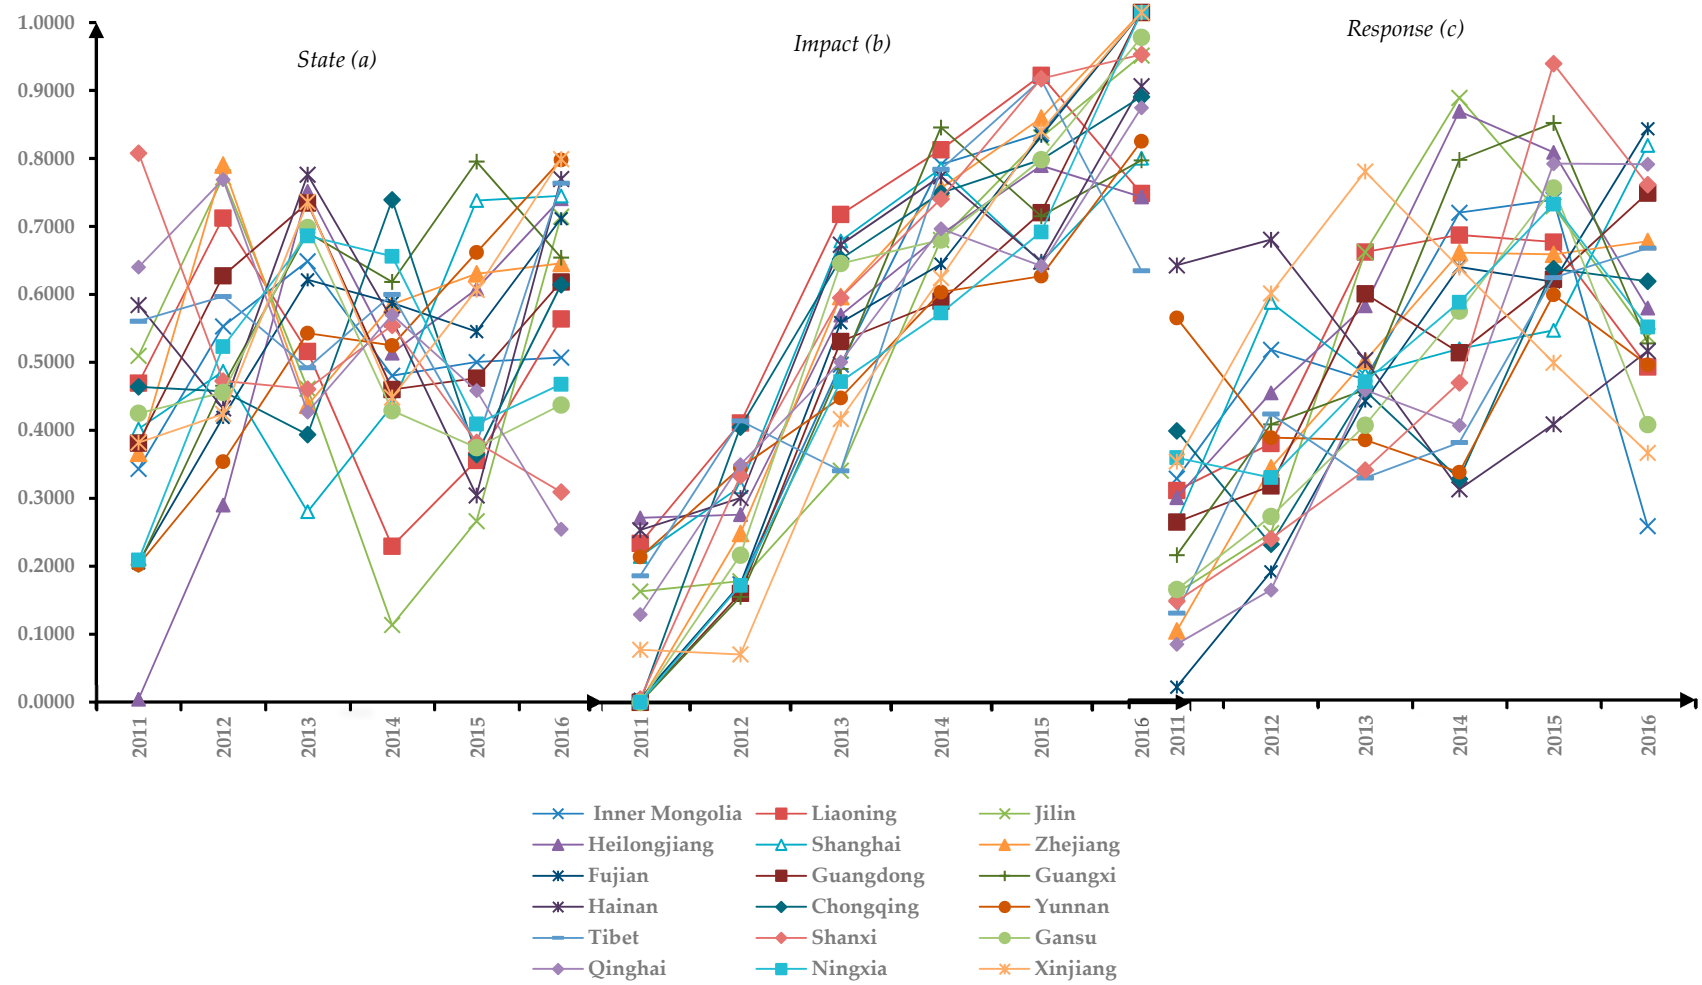 1.0000
0.9000
0.8000
0.7000
0.6000
0.5000
0.4000
0.3000
0.2000
0.1000
0.0000
State (a)
Impact (b)
Response (c)
2011 2012 2013 2014 2015 2016
2011 2012 2013 2014 2015 2016
2011 2012 2013 2014 2015 2016
Inner Mongolia Liaoning Jilin
Heilongjiang Shanghai Zhejiang
Fujian Guangdong Guangxi
Hainan Chongqing Yunnan
Tibet Shanxi Gansu
Qinghai Ningxia Xinjiang